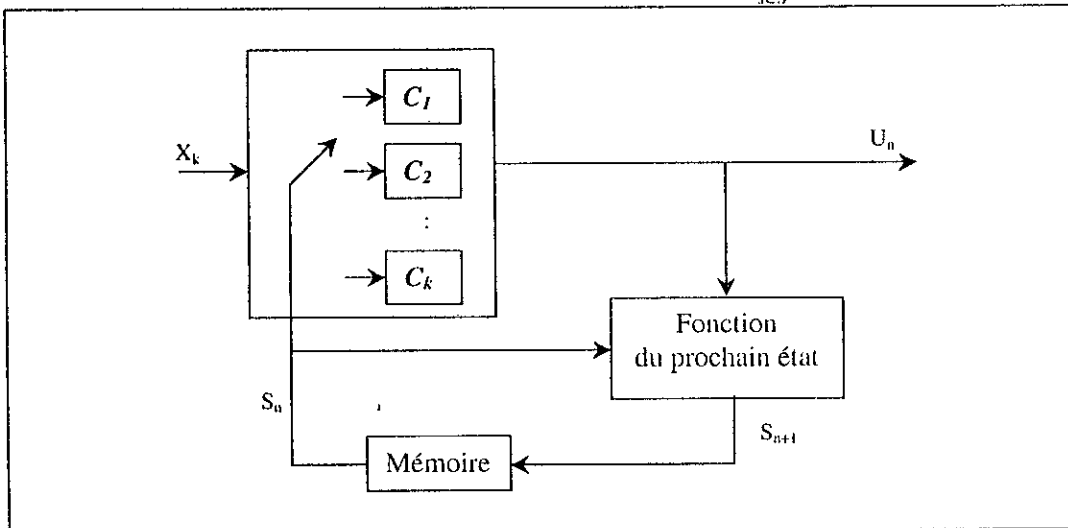 C₁
Xₖ
C₂
Uₙ
:
Cₖ
Fonction
du prochain état
Sₙ
Sₙ₊₁
Mémoire